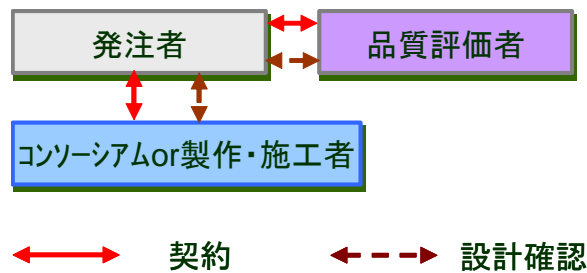 発注者
品質評価者
コンソーシアムor製作・施工者
契約
設計確認